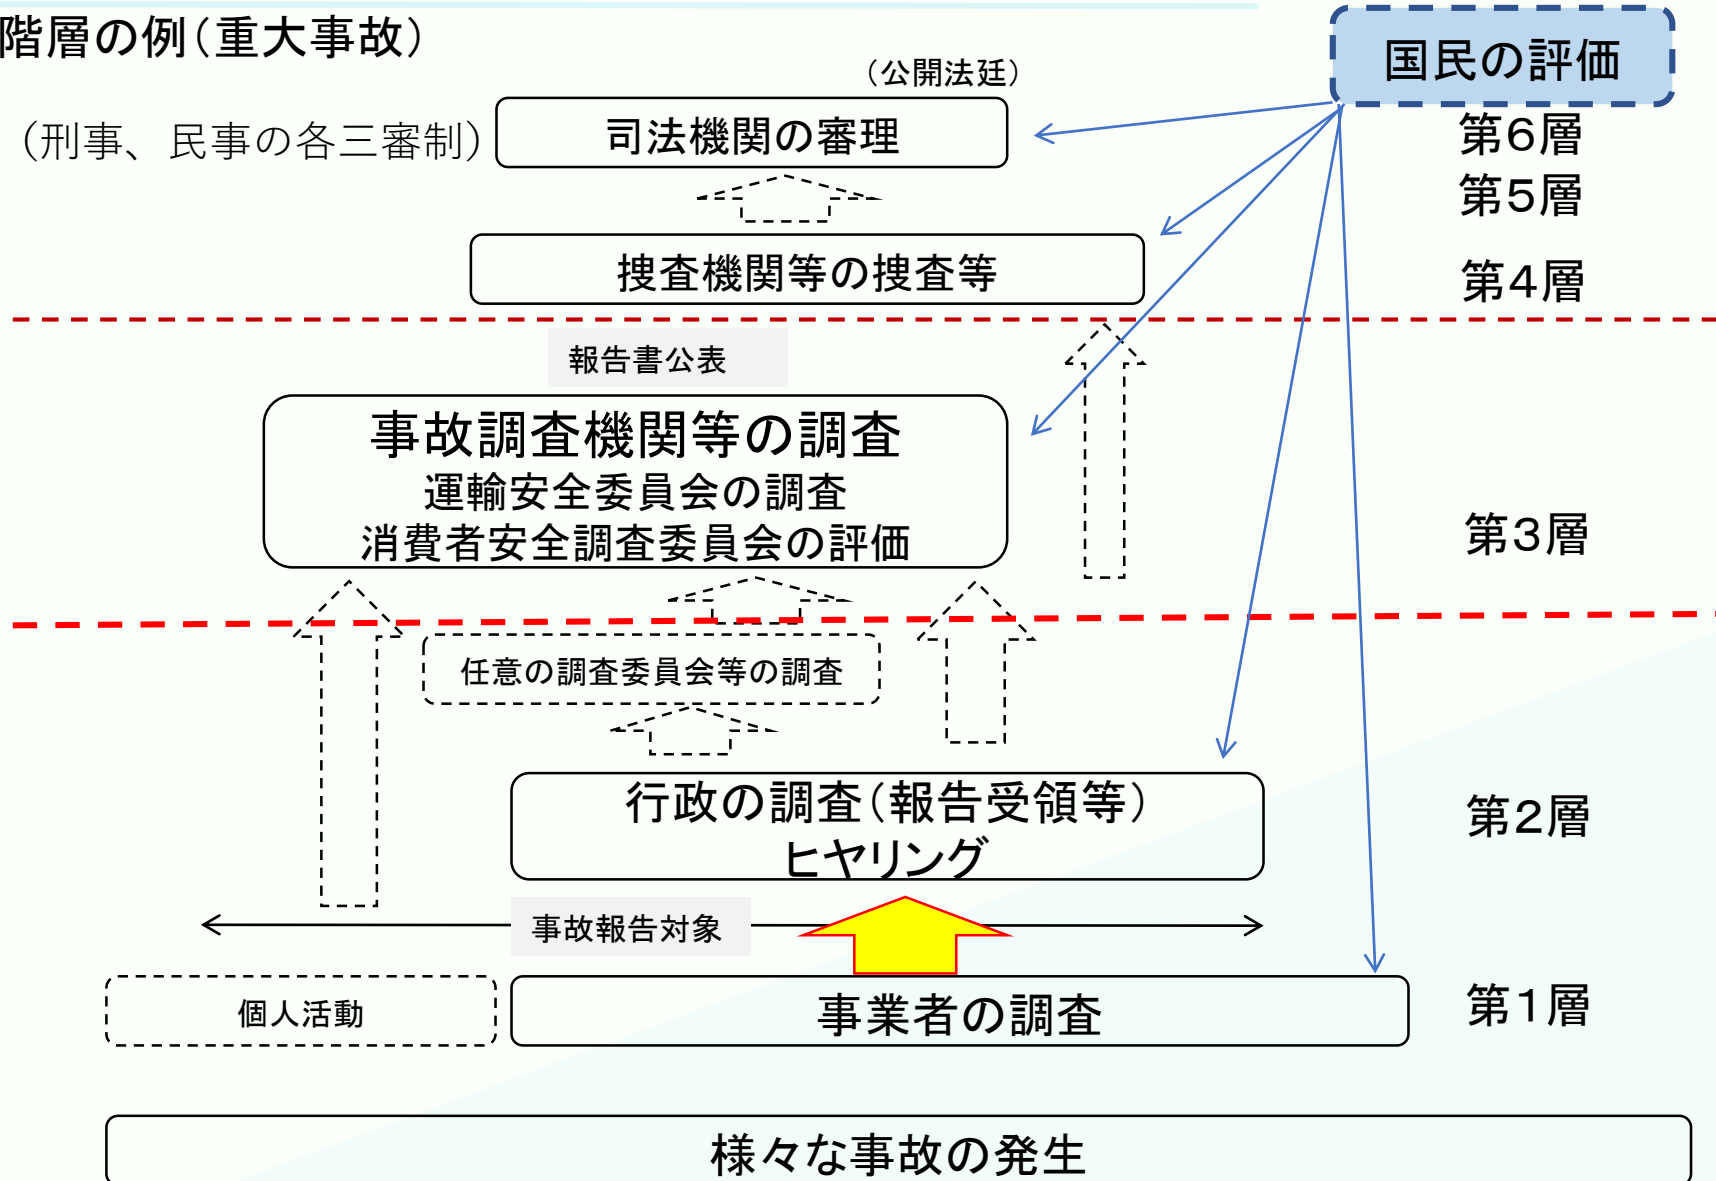 階層の例（重大事故）
国民の評価
（公開法廷）
（刑事、民事の各三審制）
司法機関の審理
第６層
第５層
捜査機関等の捜査等
第４層
報告書公表
事故調査機関等の調査
運輸安全委員会の調査
消費者安全調査委員会の評価
第３層
任意の調査委員会等の調査
行政の調査（報告受領等）
ヒヤリング
第２層
事故報告対象
個人活動
事業者の調査
第１層
様々な事故の発生